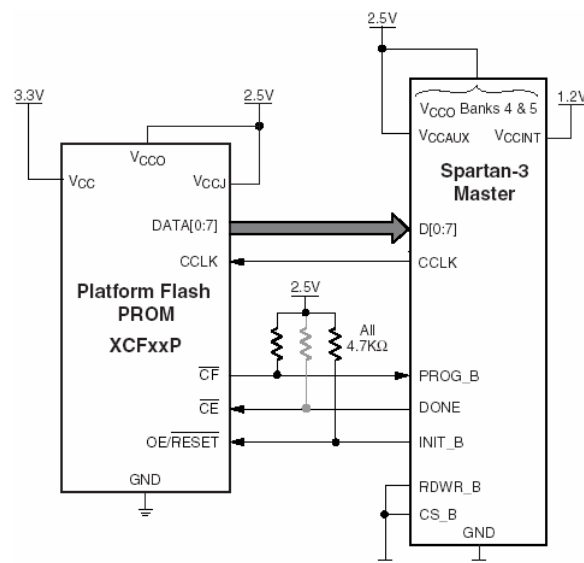 2.5V
3.3V
2.5V
1.2V
VCCO Banks 4 & 5
VCCO
VCCAUX
VCCINT
VCC
VCCJ
Spartan-3
Master
DATA[0:7]
D[0:7]
CCLK
CCLK
Platform Flash
PROM
XCFxxP
2.5V
All
4.7KΩ
CF
PROG_B
CE
DONE
OE/RESET
INIT_B
GND
RDWR_B
CS_B
GND